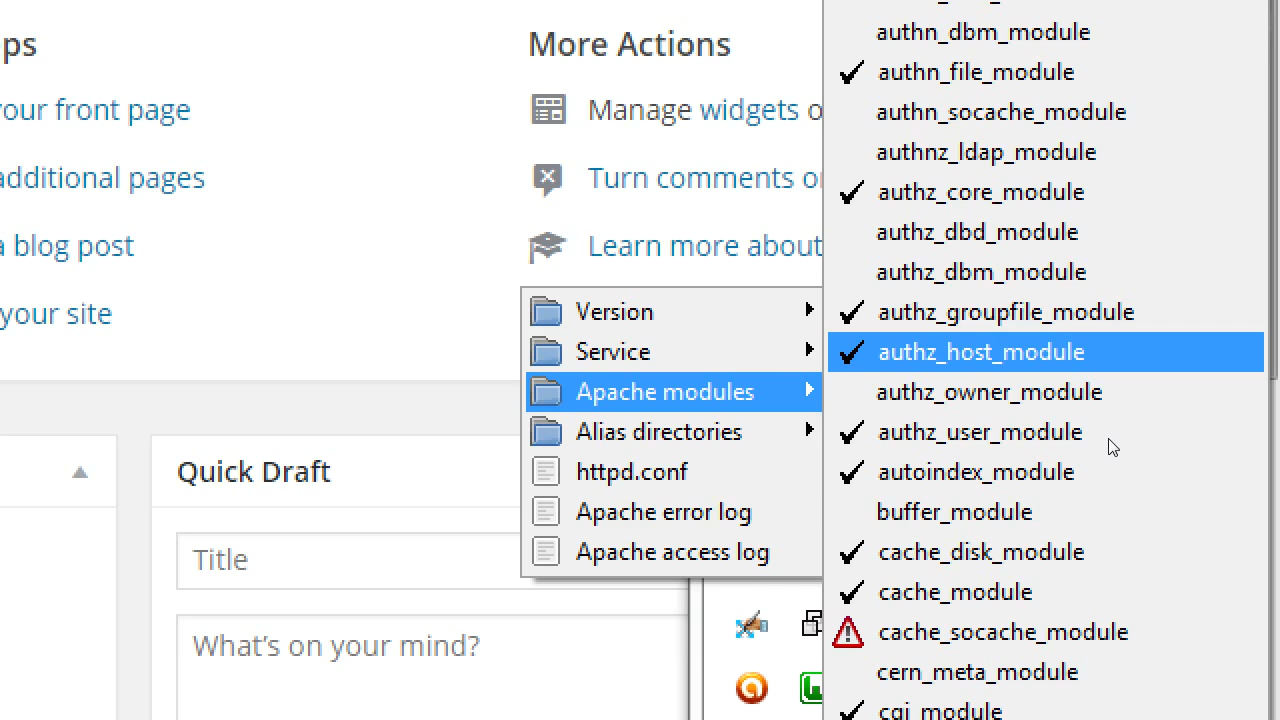 ps
your front page
additional pages
a blog post
your site
More Actions
Manage widgets o
Turn comments o
Learn more about
Quick Draft
Title
What's on your mind?
Version
Service
Apache modules
Alias directories
httpd.conf
Apache error log
Apache access log
authn_dbm_module
authn_file_module
authn_socache_module
authnz_ldap_module
authz_core_module
authz_dbd_module
authz_dbm_module
authz_groupfile_module
authz_host_module
authz_owner_module
authz_user_module
autoindex_module
buffer_module
cache_disk_module
cache_module
cache_socache_module
cern_meta_module
cgi_module